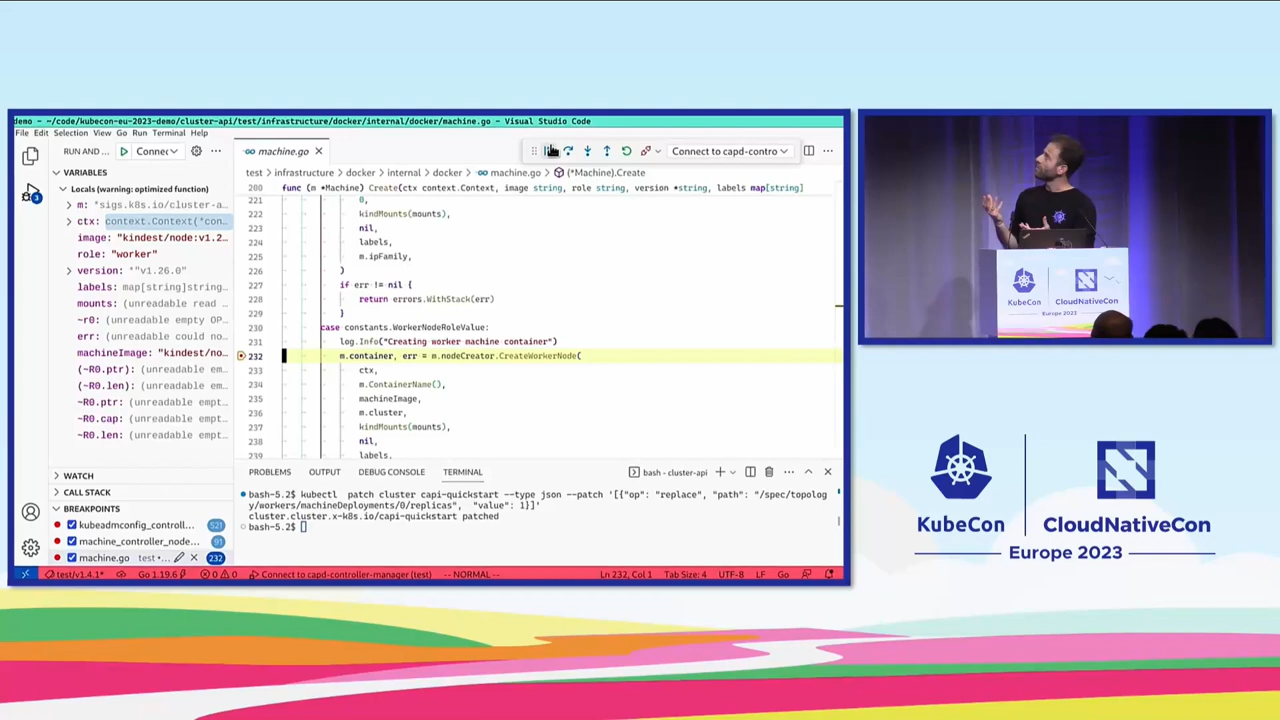 demo - ~/code/kubecon-eu-2023-demo/cluster-api/test/infrastructure/docker/internal/docker/machine.go - Visual Studio Code
File Edit Selection View Go Run Terminal Help
RUN AND ... Connec ...
machine.go
Connect to capd-contro
VARIABLES
Locals (warning: optimized function)
m: *sigs.k8s.io/cluster-a...
ctx: context.Context(*con...
image: "kindest/node:v1.2...
role: "worker"
version: *"v1.26.0"
labels: map[string]string...
mounts: (unreadable read ...
~r0: (unreadable empty OP...
err: (unreadable could no...
machineImage: "kindest/no...
(~R0.ptr): (unreadable em...
(~R0.len): (unreadable em...
~R0.ptr: (unreadable empt...
~R0.cap: (unreadable empt...
~R0.len: (unreadable empt...
WATCH
CALL STACK
BREAKPOINTS
kubeadmconfig_controll... 521
machine_controller_node... 91
machine.go test •... 232
3
test > infrastructure > docker > internal > docker > machine.go > (*Machine).Create
200 func (m *Machine) Create(ctx context.Context, image string, role string, version *string, labels map[string]
221 0,
222 kindMounts(mounts),
223 nil,
224 labels,
225 m.ipFamily,
226 )
227 if err != nil {
228 return errors.WithStack(err)
229 }
230 case constants.WorkerNodeRoleValue:
231 log.Info("Creating worker machine container")
232 m.container, err = m.nodeCreator.CreateWorkerNode(
233 ctx,
234 m.ContainerName(),
235 machineImage,
236 m.cluster,
237 kindMounts(mounts),
238 nil,
239 labels,
PROBLEMS OUTPUT DEBUG CONSOLE TERMINAL bash - cluster-api
bash-5.2$ kubectl patch cluster capi-quickstart --type json --patch '[{"op": "replace", "path": "/spec/topolog
y/workers/machineDeployments/0/replicas", "value": 1}]'
cluster.cluster.x-k8s.io/capi-quickstart patched
bash-5.2$
test/v1.4.1* Go 1.19.6 0 0 Connect to capd-controller-manager (test) -- NORMAL -- Ln 232, Col 1 Tab Size: 4 UTF-8 LF Go
KubeCon CloudNativeCon
Europe 2023
KubeCon CloudNativeCon
Europe 2023